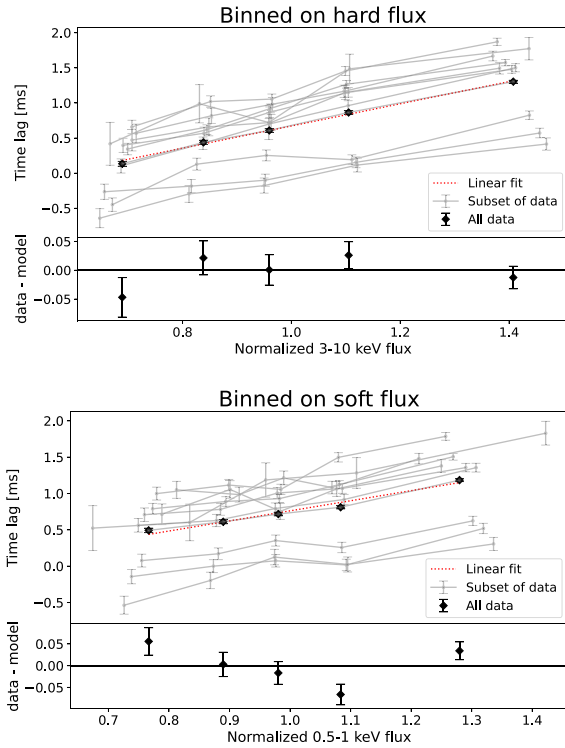 Binned on hard flux
Time lag [ms]
2.0
1.5
1.0
0.5
0.0
−0.5
Linear fit
Subset of data
All data
data - model
0.05
0.00
−0.05
0.8
1.0
1.2
1.4
Normalized 3-10 keV flux
Binned on soft flux
Time lag [ms]
2.0
1.5
1.0
0.5
0.0
−0.5
Linear fit
Subset of data
All data
data - model
0.05
0.00
−0.05
0.7
0.8
0.9
1.0
1.1
1.2
1.3
1.4
Normalized 0.5-1 keV flux